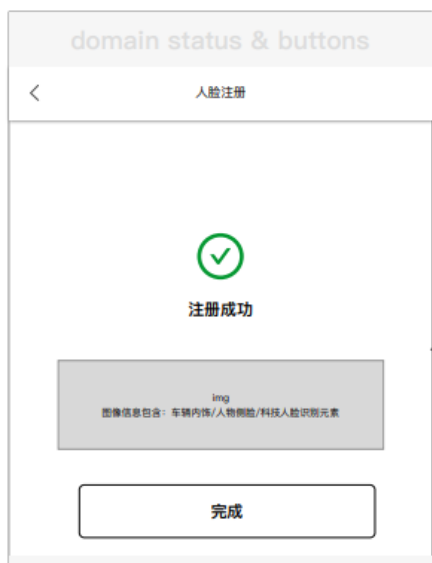 domain status & buttons
人脸注册
注册成功
img
图像信息包含：车辆内饰/人物侧脸/科技人脸识别元素
完成